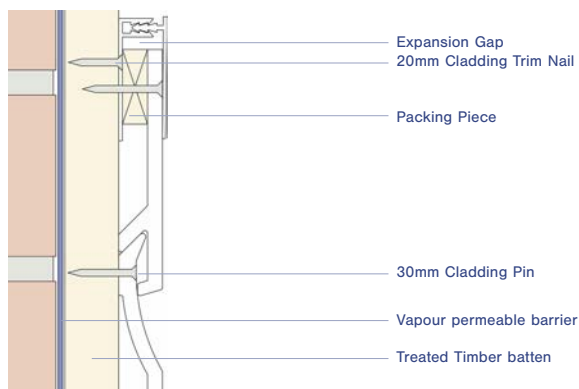 Expansion Gap
20mm Cladding Trim Nail
Packing Piece
30mm Cladding Pin
Vapour permeable barrier
Treated Timber batten